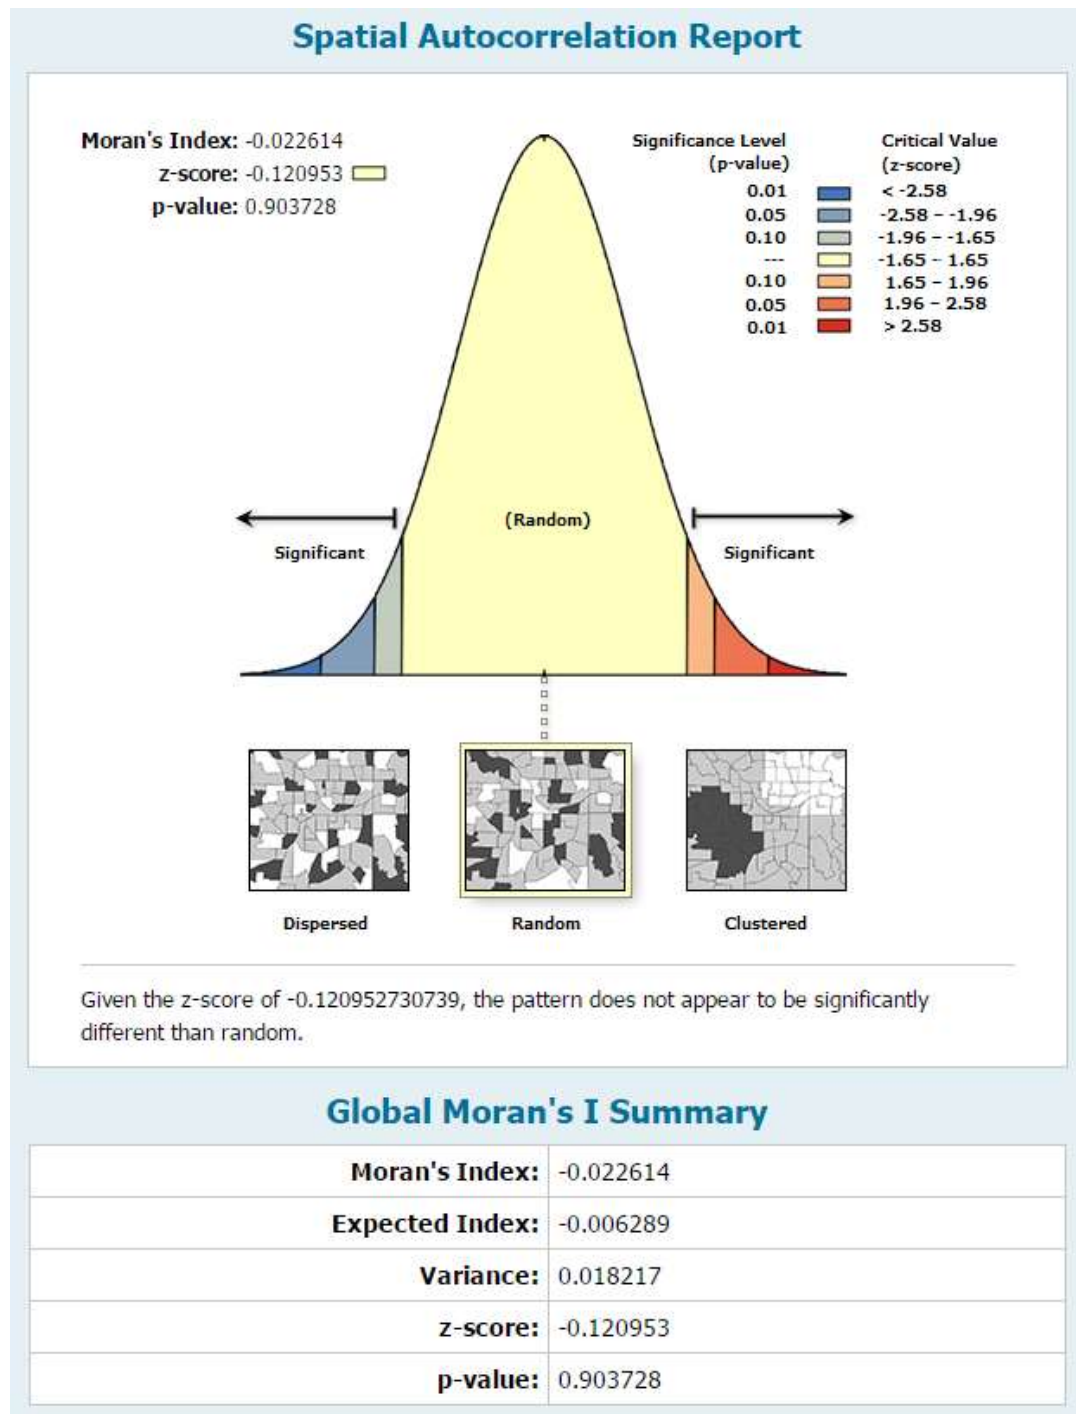 Spatial Autocorrelation Report
Moran's Index: -0.022614
z-score: -0.120953
p-value: 0.903728
Significance Level Critical Value
(p-value) (z-score)
0.01 < -2.58
0.05 -2.58 – -1.96
0.10 -1.96 – -1.65
--- -1.65 – 1.65
0.10 1.65 – 1.96
0.05 1.96 – 2.58
0.01 > 2.58
(Random)
Significant Significant
Dispersed Random Clustered
Given the z-score of -0.120952730739, the pattern does not appear to be significantly
different than random.
Global Moran's I Summary
Moran's Index: -0.022614
Expected Index: -0.006289
Variance: 0.018217
z-score: -0.120953
p-value: 0.903728